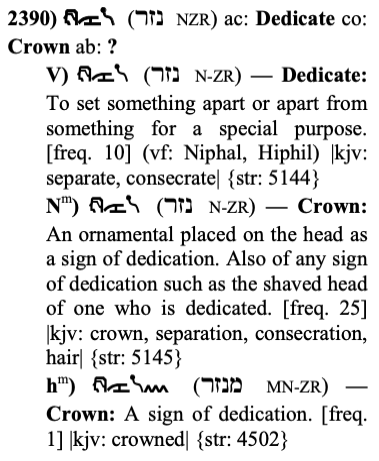 2390) (נזר NZR) ac: Dedicate co:
Crown ab: ?
V) (נזר N-ZR) — Dedicate:
To set something apart or apart from
something for a special purpose.
[freq. 10] (vf: Niphal, Hiphil) |kjv:
separate, consecrate| {str: 5144}
Nᵐ) (נזר N-ZR) — Crown:
An ornamental placed on the head as
a sign of dedication. Also of any sign
of dedication such as the shaved head
of one who is dedicated. [freq. 25]
|kjv: crown, separation, consecration,
hair| {str: 5145}
hᵐ) (מנזר MN-ZR) —
Crown: A sign of dedication. [freq.
1] |kjv: crowned| {str: 4502}